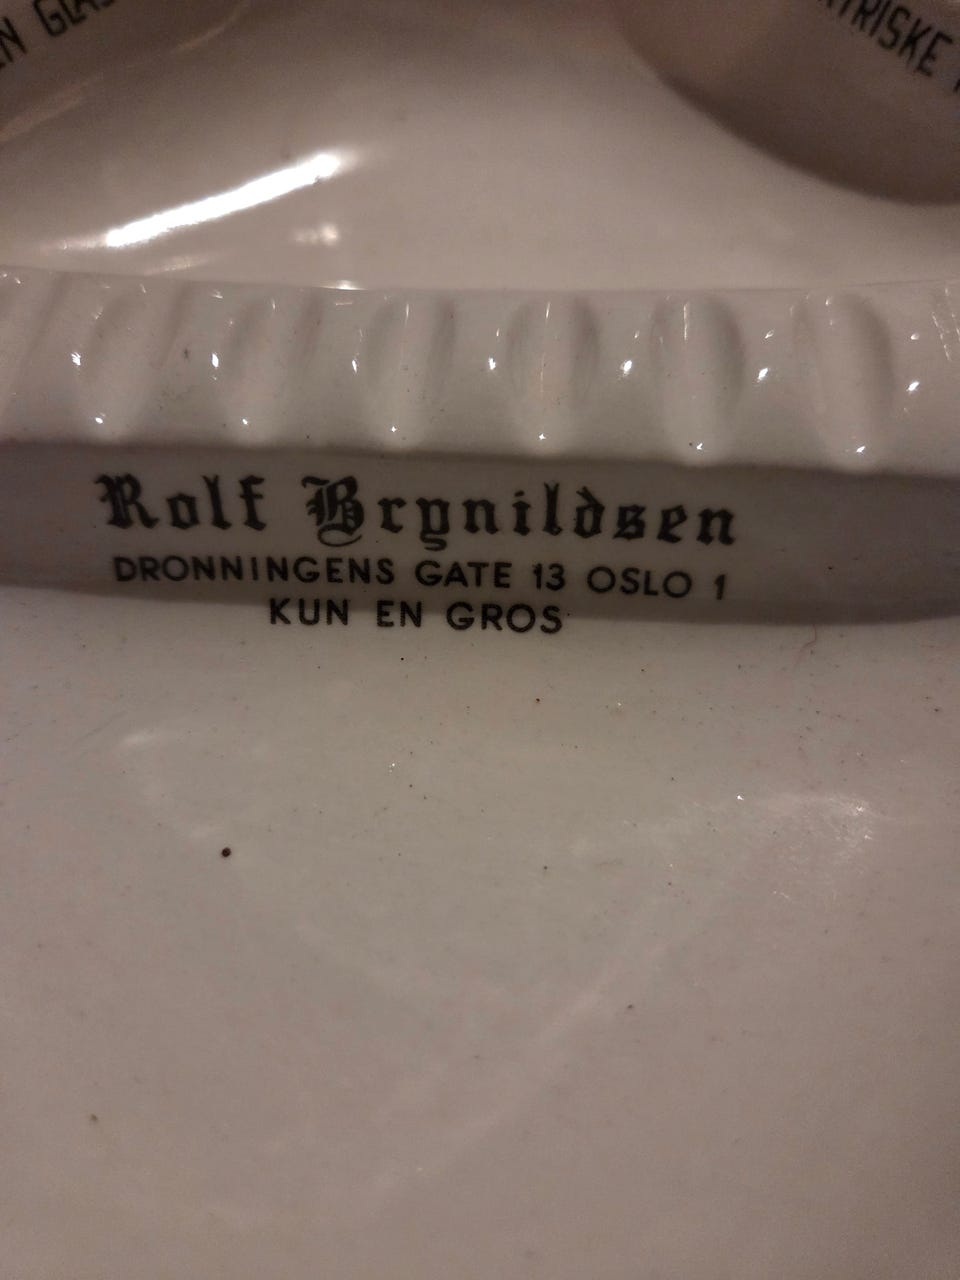 Rolf Brynildsen
DRONNINGENS GATE 13 OSLO 1
KUN EN GROS